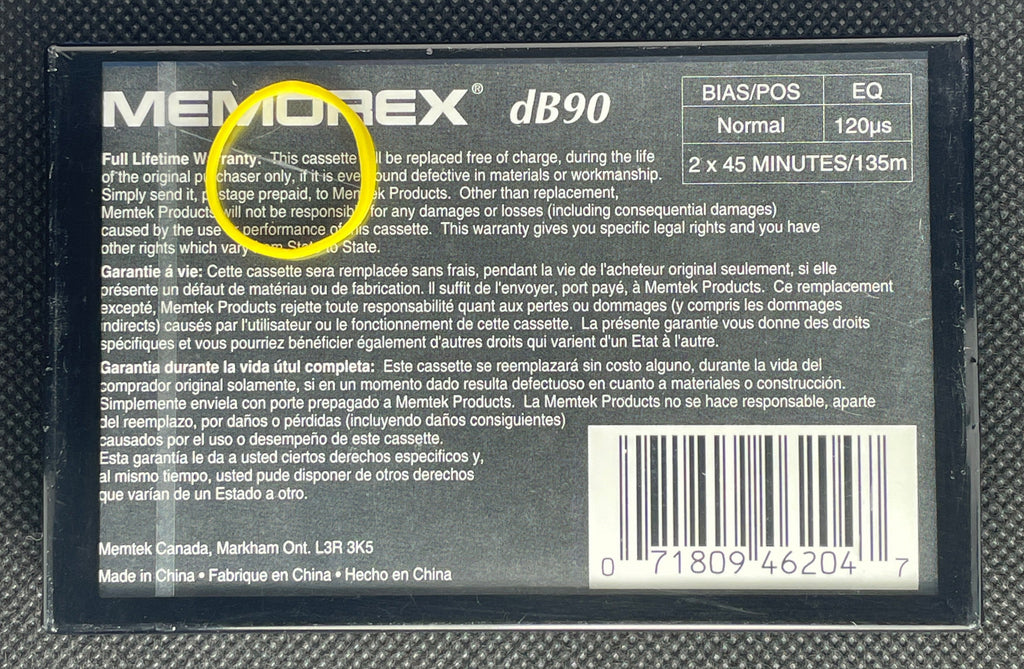 MEMOREX® dB90
BIAS/POS EQ
Normal 120µs
2 x 45 MINUTES/135m
Full Lifetime Warranty: This cassette will be replaced free of charge, during the life
of the original purchaser only, if it is ever found defective in materials or workmanship.
Simply send it, postage prepaid, to Memtek Products. Other than replacement,
Memtek Products will not be responsible for any damages or losses (including consequential damages)
caused by the use or performance of this cassette. This warranty gives you specific legal rights and you have
other rights which vary from State to State.
Garantie á vie: Cette cassette sera remplacée sans frais, pendant la vie de l'acheteur original seulement, si elle
présente un défaut de matériau ou de fabrication. Il suffit de l'envoyer, port payé, à Memtek Products. Ce remplacement
excepté, Memtek Products rejette toute responsabilité quant aux pertes ou dommages (y compris les dommages
indirects) causés par l'utilisateur ou le fonctionnement de cette cassette. La présente garantie vous donne des droits
spécifiques et vous pourriez bénéficier également d'autres droits qui varient d'un Etat à l'autre.
Garantia durante la vida útul completa: Este cassette se reemplazará sin costo alguno, durante la vida del
comprador original solamente, si en un momento dado resulta defectuoso en cuanto a materiales o construcción.
Simplemente enviela con porte prepagado a Memtek Products. La Memtek Products no se hace responsable, aparte
del reemplazo, por daños o pérdidas (incluyendo daños consiguientes)
causados por el uso o desempeño de este cassette.
Esta garantía le da a usted ciertos derechos especificos y,
al mismo tiempo, usted pude disponer de otros derechos
que varían de un Estado a otro.
Memtek Canada, Markham Ont. L3R 3K5
Made in China • Fabrique en China • Hecho en China
0 71809 46204 7